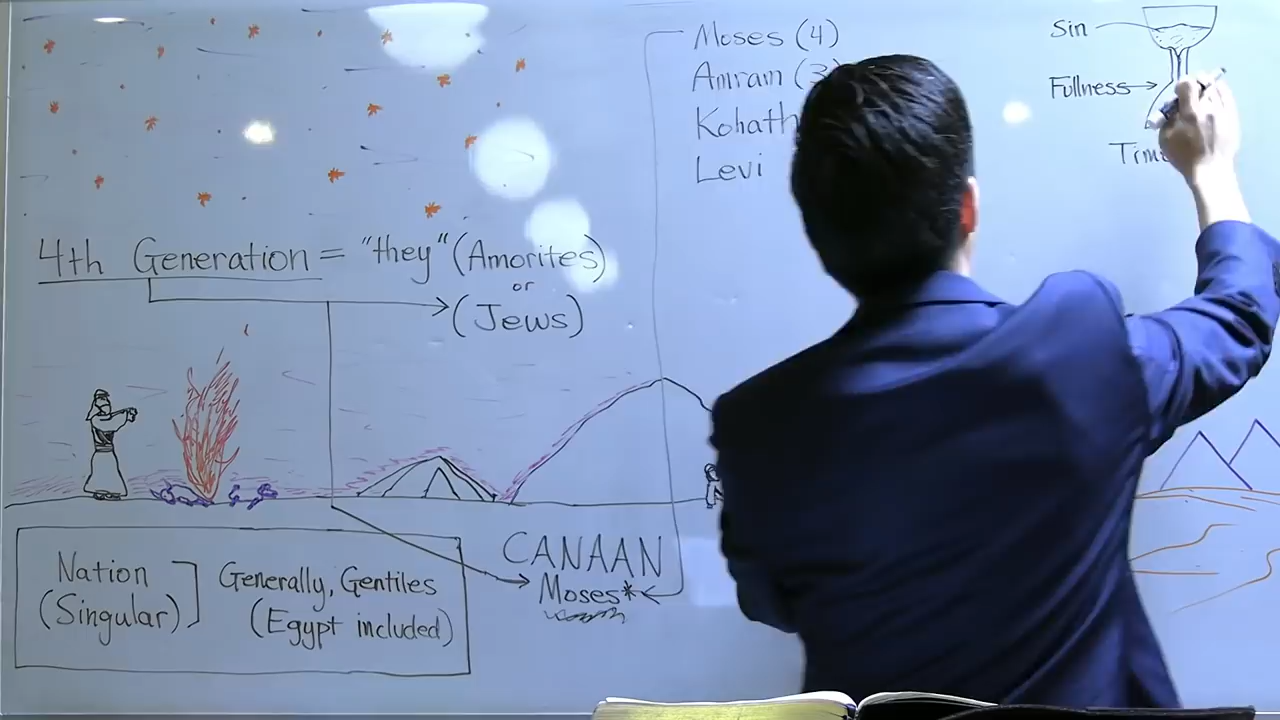 Moses (4)
Amram (3
Kohath
Levi
Sin
Fullness
4th Generation = "they" (Amorites)
or
(Jews)
CANAAN
Moses*
Nation
(Singular)
Generally, Gentiles
(Egypt included)